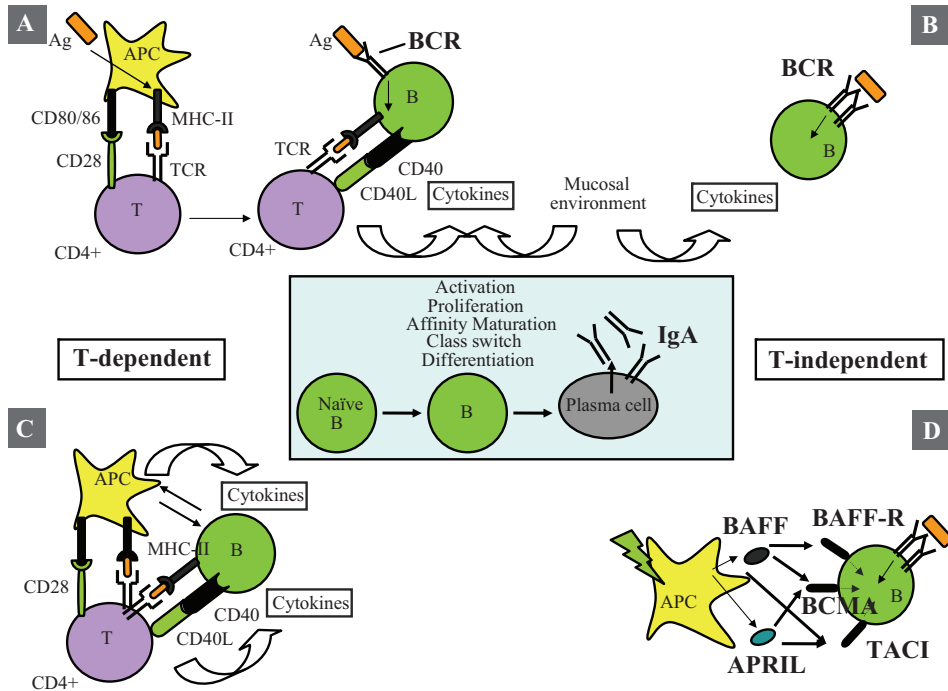 A
Ag
APC
CD80/86
MHC-II
CD28
TCR
T
CD4+
Ag
BCR
B
TCR
CD40
CD40L
T
CD4+
Cytokines
Mucosal
environment
Cytokines
B
BCR
B
T-dependent
Activation
Proliferation
Affinity Maturation
Class switch
Differentiation
IgA
Naïve
B
B
Plasma cell
T-independent
C
APC
Cytokines
MHC-II
B
CD28
CD40
Cytokines
T
CD40L
CD4+
D
BAFF
BAFF-R
APC
BCMA
B
APRIL
TACI